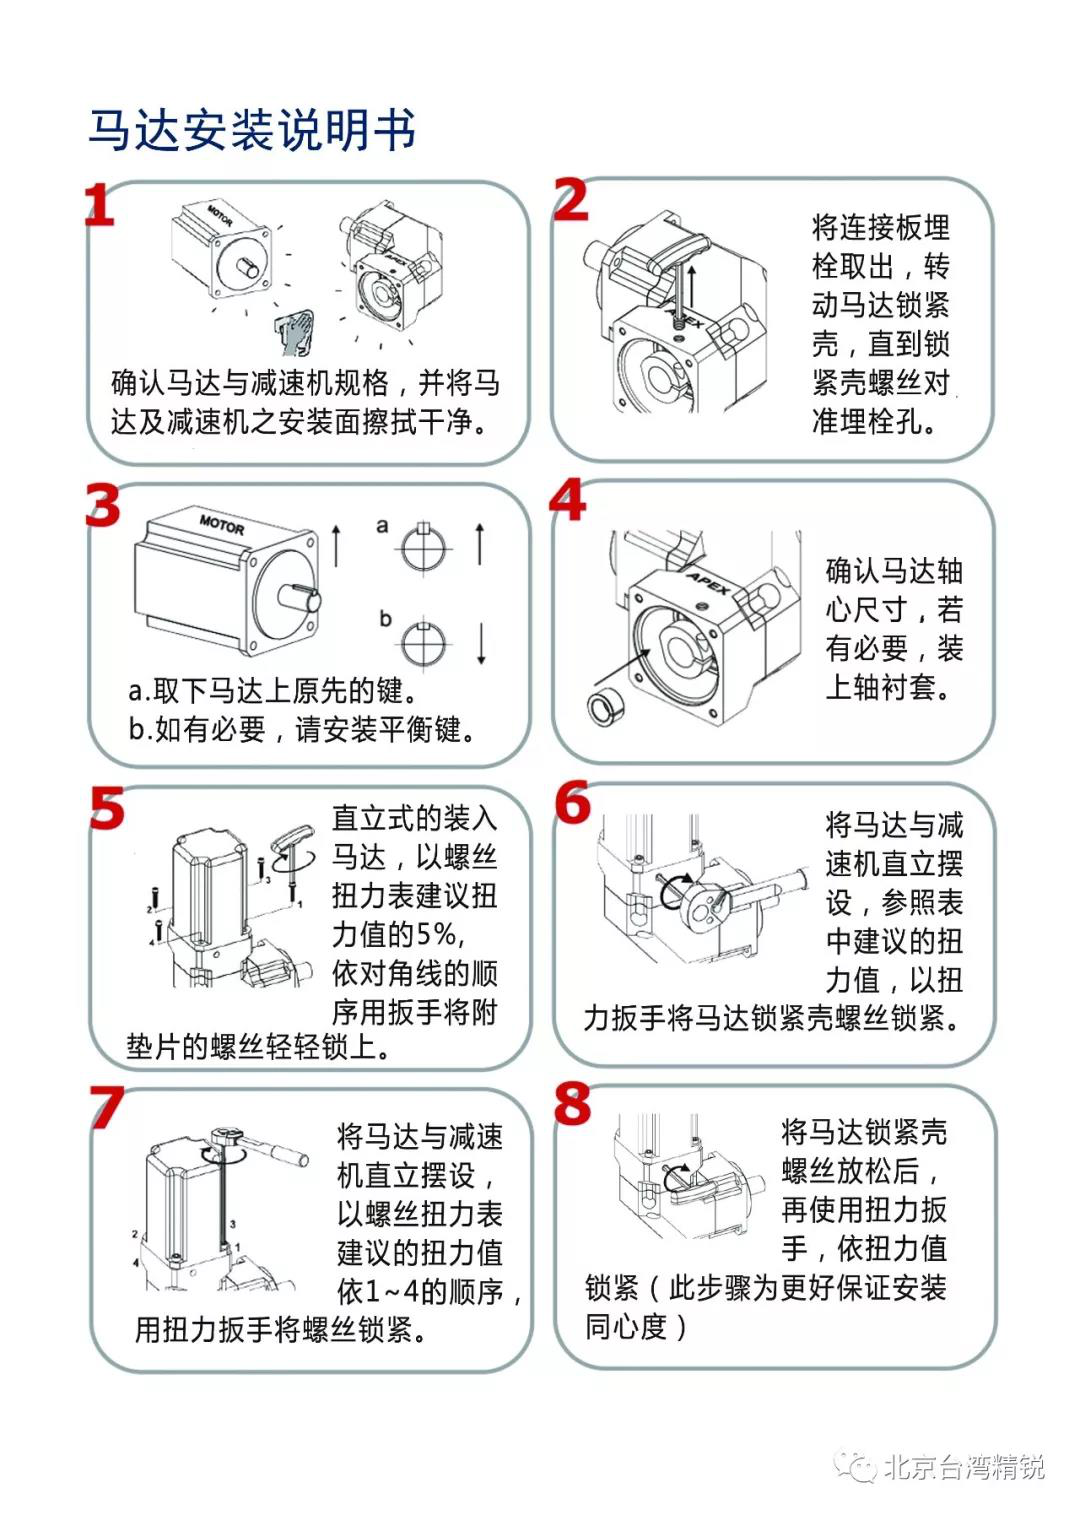 马达安装说明书
1
MOTOR
APEX
确认马达与减速机规格，并将马
达及减速机之安装面擦拭干净。
2
APEX
将连接板埋
栓取出，转
动马达锁紧
壳，直到锁
紧壳螺丝对
准埋栓孔。
3
MOTOR
a
b
a.取下马达上原先的键。
b.如有必要，请安装平衡键。
4
APEX
确认马达轴
心尺寸，若
有必要，装
上轴衬套。
5
3
2
1
4
直立式的装入
马达，以螺丝
扭力表建议扭
力值的5%,
依对角线的顺
序用扳手将附
垫片的螺丝轻轻锁上。
6
将马达与减
速机直立摆
设，参照表
中建议的扭
力值，以扭
力扳手将马达锁紧壳螺丝锁紧。
7
3
2
1
4
将马达与减速
机直立摆设，
以螺丝扭力表
建议的扭力值
依1~4的顺序，
用扭力扳手将螺丝锁紧。
8
将马达锁紧壳
螺丝放松后，
再使用扭力扳
手，依扭力值
锁紧（此步骤为更好保证安装
同心度）
北京台湾精锐